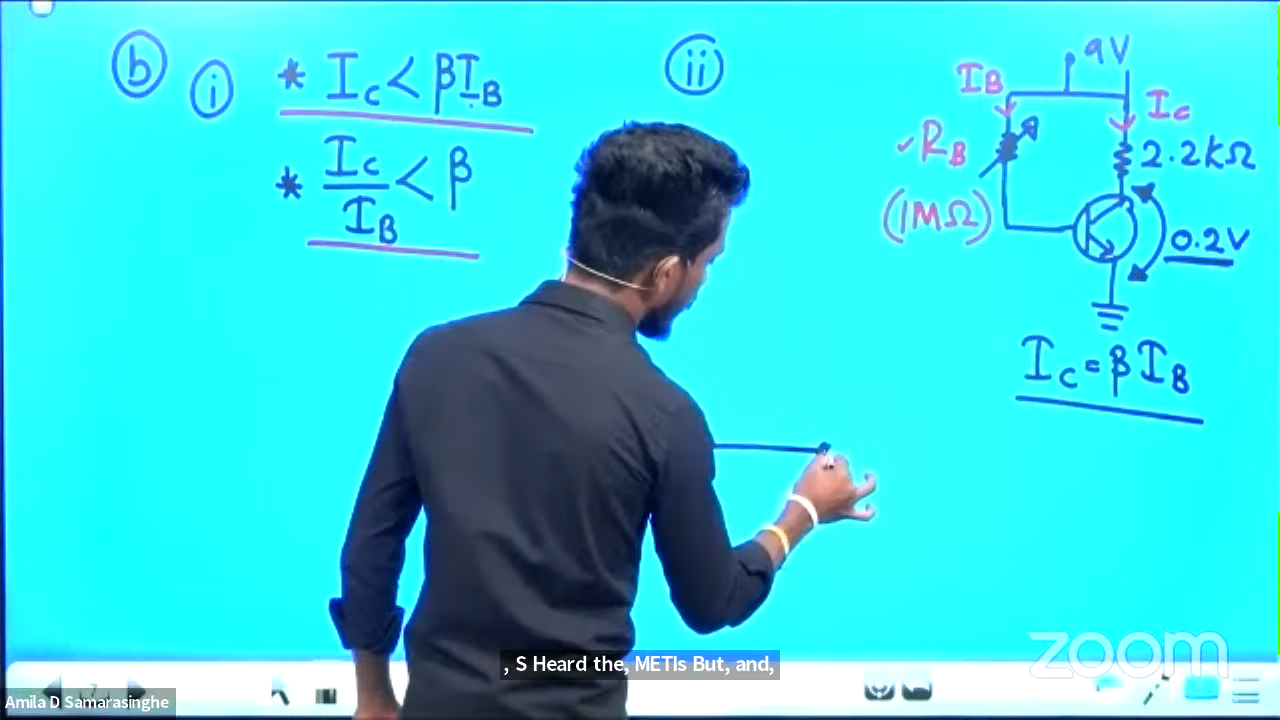 ⓑ ⓘ * I_C < βI_B
* I_C/I_B < β
ⓘⓘ
9V
I_B
I_C
✓R_B
(1MΩ)
2.2kΩ
0.2V
I_C = β I_B
, S Heard the, METIs But, and,
zoom
Amila D Samarasinghe